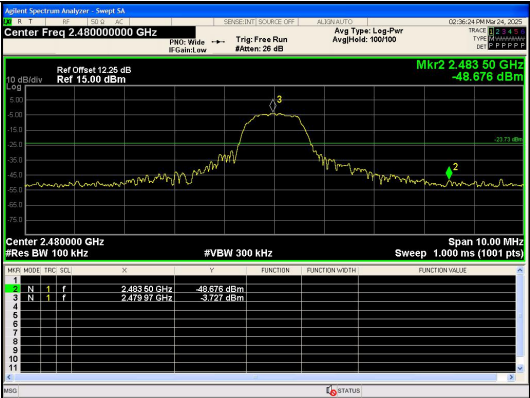 Agilent Spectrum Analyzer - Swept SA
R T RF 50 Ω AC SENSE:INT SOURCE OFF ALIGN AUTO 02:36:24 PM Mar 24, 2025
Center Freq 2.480000000 GHz Avg Type: Log-Pwr TRACE 1 2 3 4 5 6
PNO: Wide Trig: Free Run Avg|Hold: 100/100 TYPE
IFGain:Low #Atten: 26 dB DET P P P P P P
Mkr2 2.483 50 GHz
Ref Offset 12.25 dB
10 dB/div Ref 15.00 dBm -48.676 dBm
Log
3
5.00
-5.00
-15.0
-23.73 dBm
-25.0
-35.0
2
-45.0
-55.0
-65.0
-75.0
Center 2.480000 GHz Span 10.00 MHz
#Res BW 100 kHz #VBW 300 kHz Sweep 1.000 ms (1001 pts)
MKR MODE TRC SCL X Y FUNCTION FUNCTION WIDTH FUNCTION VALUE
1
2 N 1 f 2.483 50 GHz -48.676 dBm
3 N 1 f 2.479 97 GHz -3.727 dBm
4
5
6
7
8
9
10
11
MSG STATUS